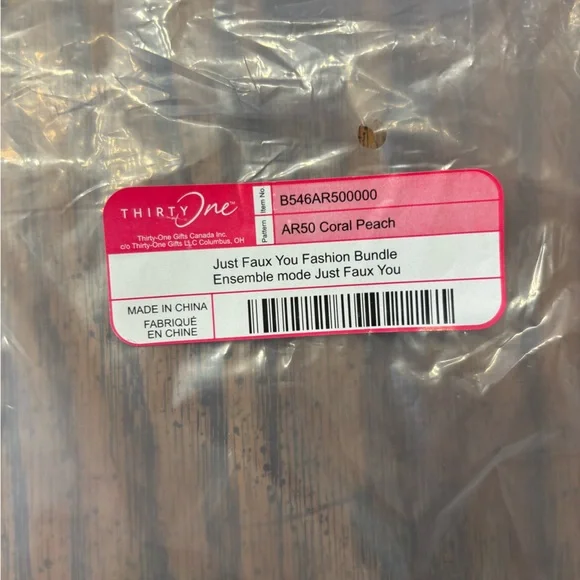 THIRTY One™
Thirty-One Gifts Canada Inc.
c/o Thirty-One Gifts LLC Columbus, OH
Item No. B546AR500000
Pattern AR50 Coral Peach
Just Faux You Fashion Bundle
Ensemble mode Just Faux You
MADE IN CHINA
FABRIQUÉ
EN CHINE